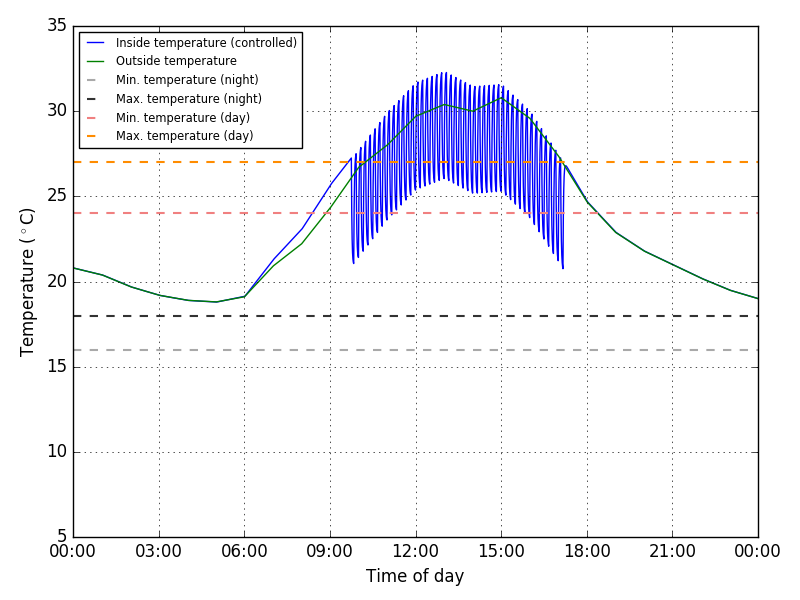 35
30
25
20
15
10
5
Temperature (°C)
Inside temperature (controlled)
Outside temperature
Min. temperature (night)
Max. temperature (night)
Min. temperature (day)
Max. temperature (day)
00:00 03:00 06:00 09:00 12:00 15:00 18:00 21:00 00:00
Time of day